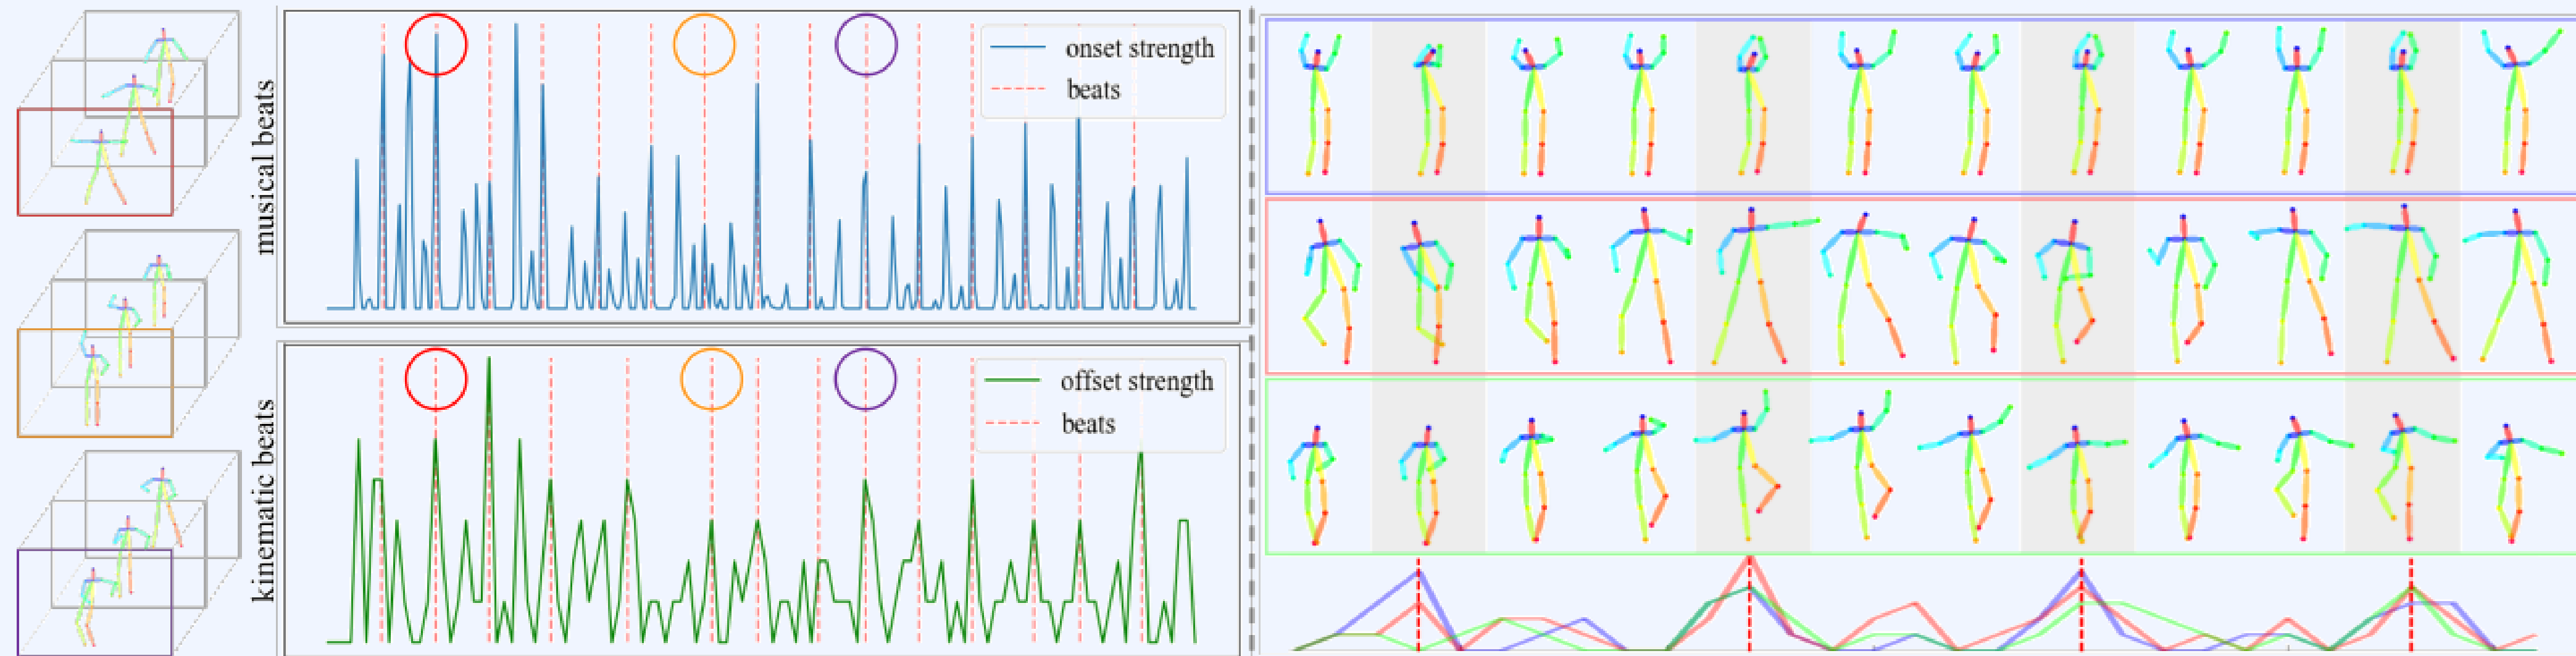 musical beats
onset strength
beats
kinematic beats
offset strength
beats